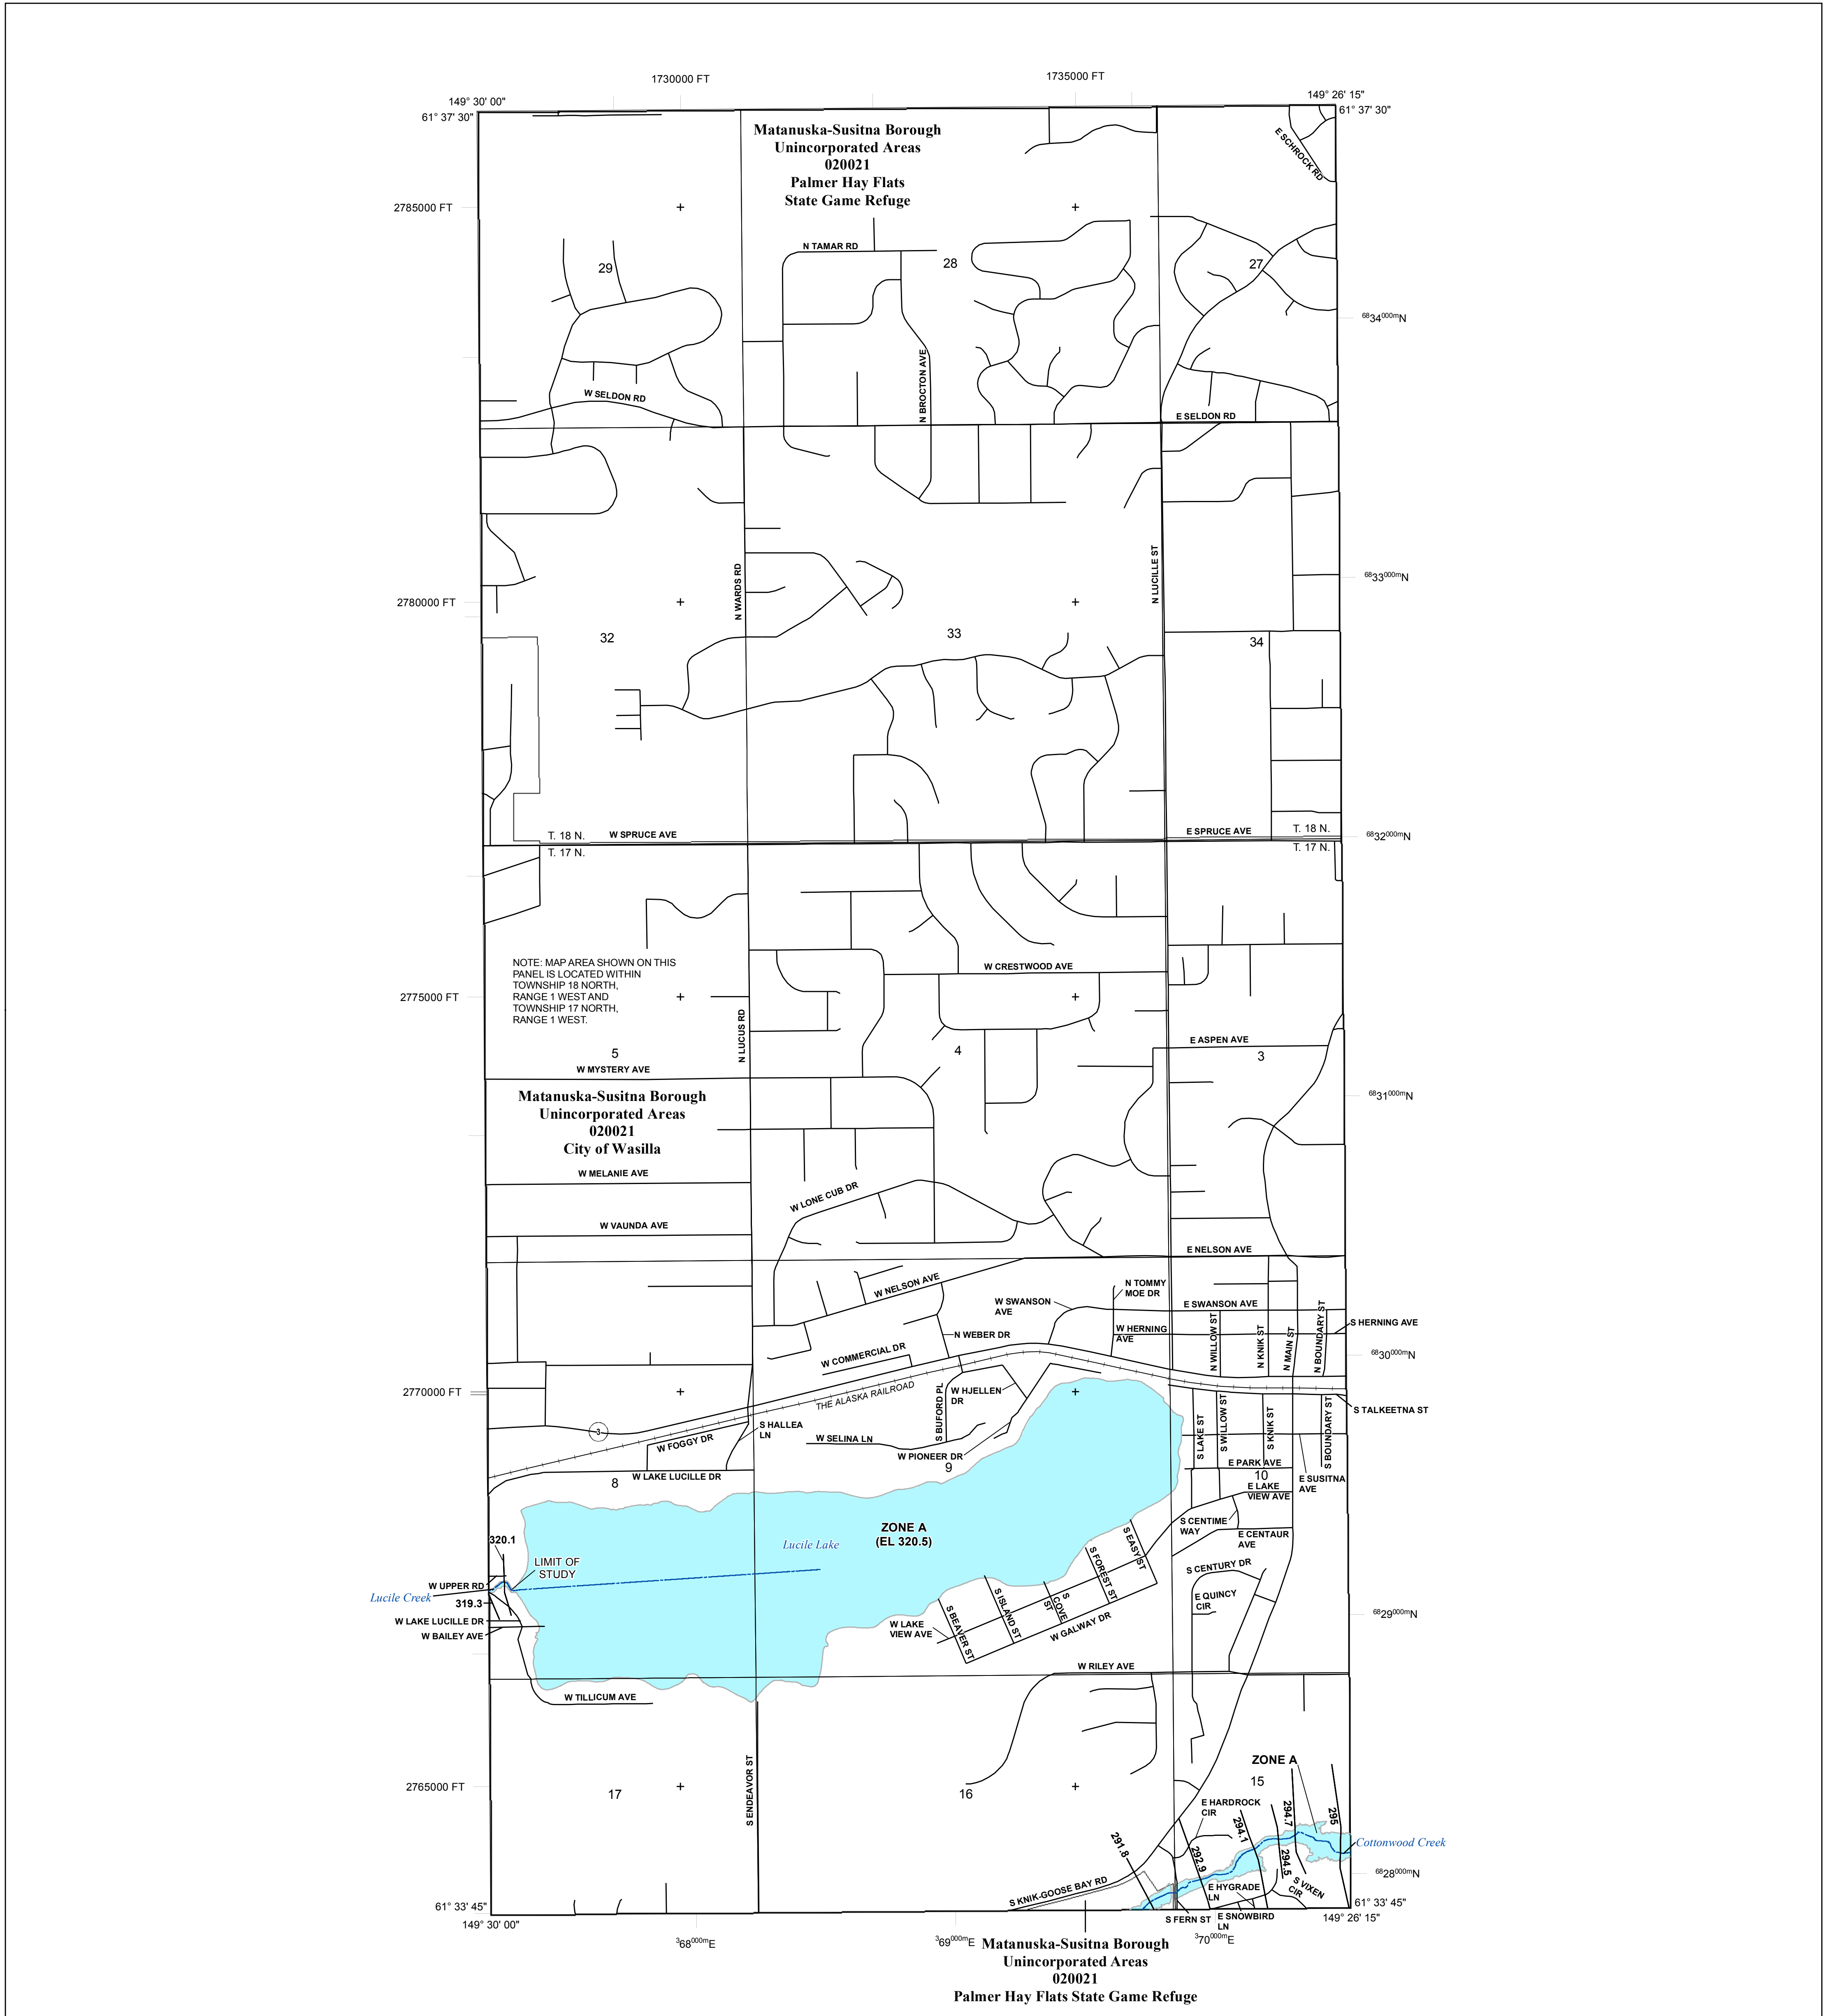 1730000 FT
1735000 FT
149° 30' 00"
149° 26' 15"
61° 37' 30"
61° 37' 30"
Matanuska-Susitna Borough
Unincorporated Areas
020021
Palmer Hay Flats
State Game Refuge
E SCHROCK RD
2785000 FT
N TAMAR RD
29
28
27
6834000mN
N BROCTON AVE
W SELDON RD
E SELDON RD
N WARDS RD
N LUCILLE ST
6833000mN
2780000 FT
32
33
34
T. 18 N.
W SPRUCE AVE
E SPRUCE AVE
T. 18 N.
6832000mN
T. 17 N.
T. 17 N.
NOTE: MAP AREA SHOWN ON THIS
PANEL IS LOCATED WITHIN
TOWNSHIP 18 NORTH,
RANGE 1 WEST AND
TOWNSHIP 17 NORTH,
RANGE 1 WEST.
W CRESTWOOD AVE
2775000 FT
N LUCUS RD
E ASPEN AVE
5
4
3
W MYSTERY AVE
Matanuska-Susitna Borough
Unincorporated Areas
020021
City of Wasilla
6831000mN
W MELANIE AVE
W LONE CUB DR
W VAUNDA AVE
E NELSON AVE
W NELSON AVE
N TOMMY
MOE DR
W SWANSON
AVE
E SWANSON AVE
S HERNING AVE
W HERNING
AVE
N WEBER DR
N WILLOW ST
N KNIK ST
N MAIN ST
N BOUNDARY ST
W COMMERCIAL DR
6830000mN
2770000 FT
THE ALASKA RAILROAD
S BUFORD PL
W HJELLEN
DR
S TALKEETNA ST
3
S HALLEA
LN
W FOGGY DR
W SELINA LN
W PIONEER DR
S LAKE ST
S WILLOW ST
S KNIK ST
S BOUNDARY ST
8
W LAKE LUCILLE DR
9
E PARK AVE
10
E SUSITNA
AVE
E LAKE
VIEW AVE
ZONE A
(EL 320.5)
Lucile Lake
320.1
LIMIT OF
STUDY
S CENTIME
WAY
E CENTAUR
AVE
S EASY ST
S FOREST ST
S CENTURY DR
W UPPER RD
Lucile Creek
319.3
S ISLAND ST
S
COVE
ST
E QUINCY
CIR
W LAKE LUCILLE DR
W BAILEY AVE
W LAKE
VIEW AVE
S BEAVER ST
W GALWAY DR
6829000mN
W RILEY AVE
W TILLICUM AVE
S ENDEAVOR ST
2765000 FT
17
16
15
ZONE A
E HARDROCK
CIR
291.8
292.9
294.1
294.7
294.5
295
Cottonwood Creek
6828000mN
S KNIK-GOOSE BAY RD
E HYGRADE
LN
S VIXEN
CIR
S FERN ST
E SNOWBIRD
LN
61° 33' 45"
61° 33' 45"
149° 30' 00"
149° 26' 15"
368000mE
369000mE
370000mE
Matanuska-Susitna Borough
Unincorporated Areas
020021
Palmer Hay Flats State Game Refuge